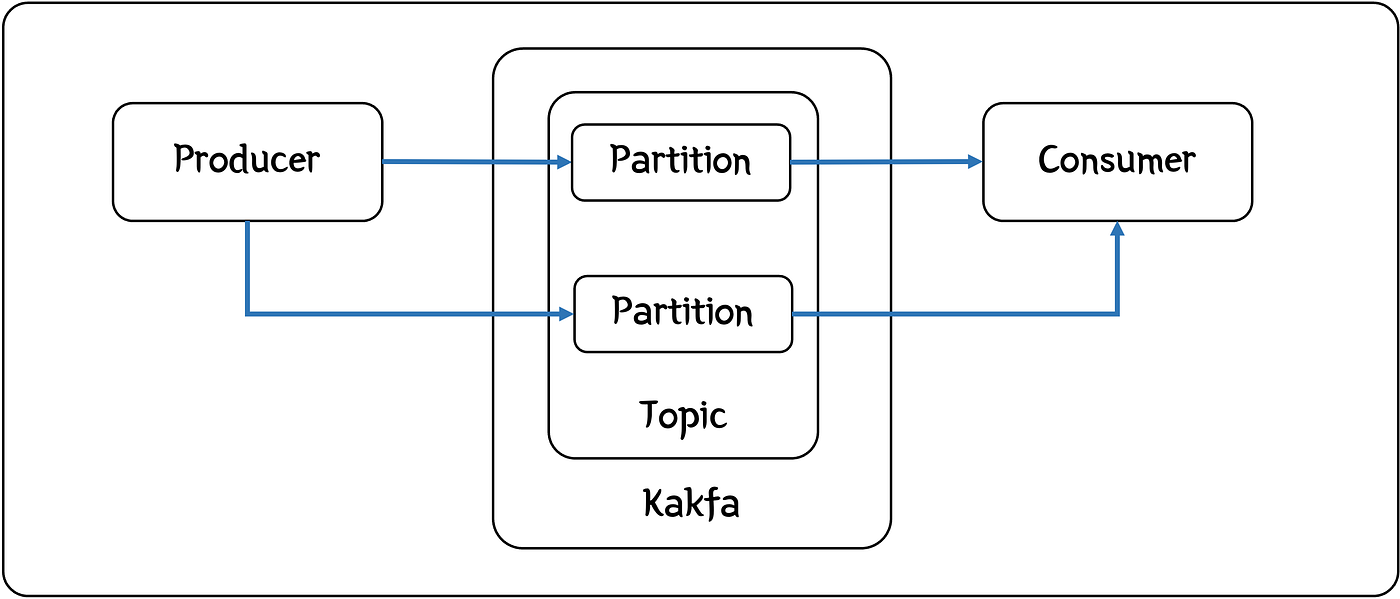 Producer
Partition
Consumer
Partition
Topic
Kakfa